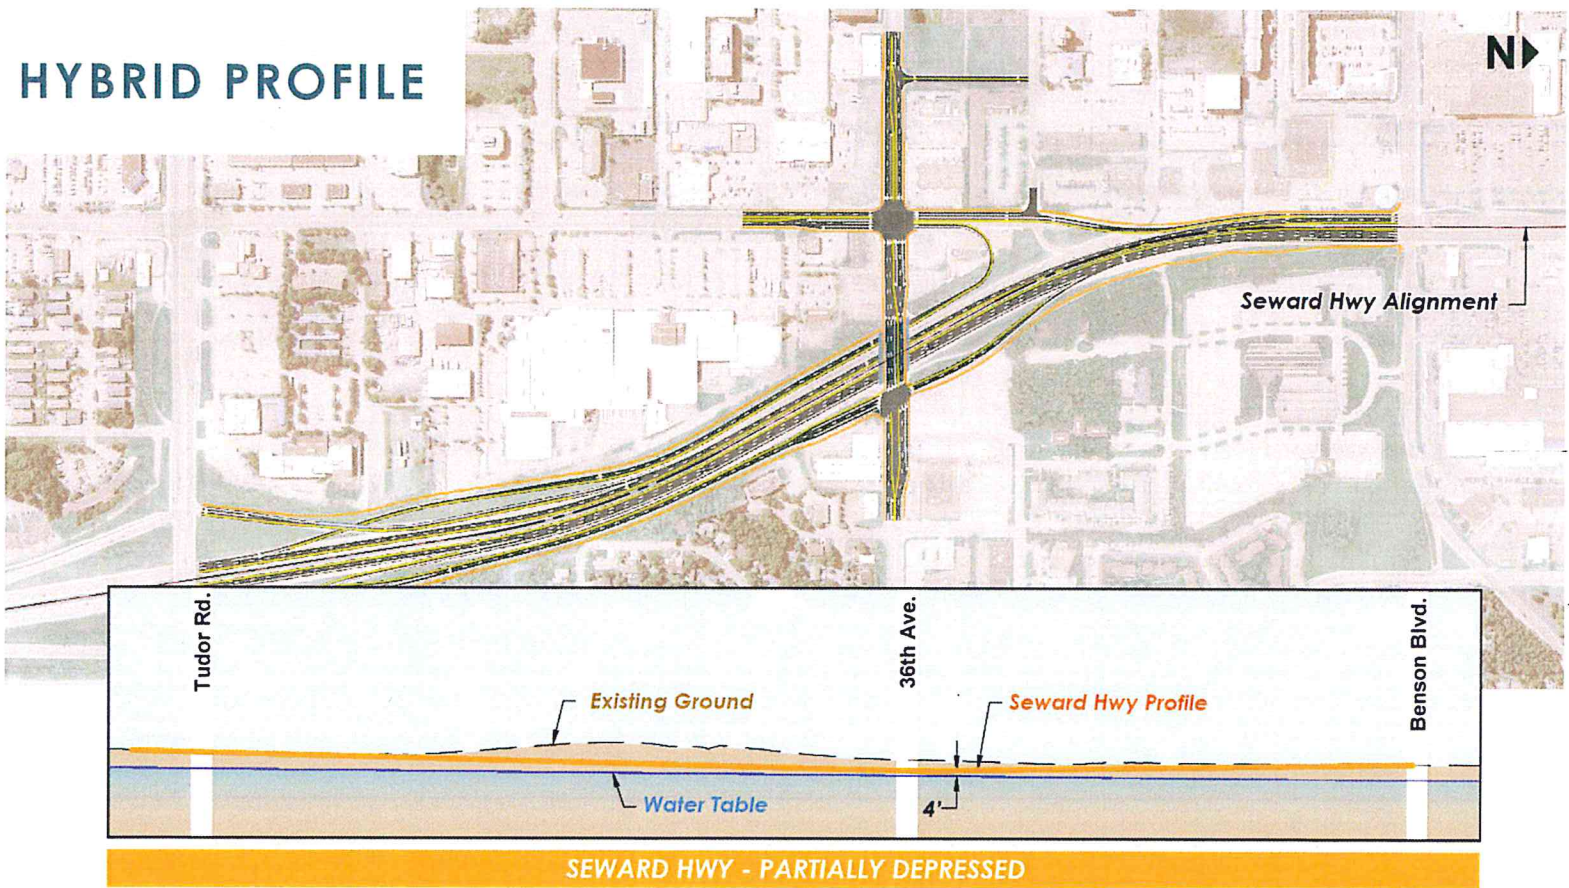 HYBRID PROFILE
N
Seward Hwy Alignment
Tudor Rd.
36th Ave.
Benson Blvd.
Existing Ground
Seward Hwy Profile
Water Table
4'
SEWARD HWY - PARTIALLY DEPRESSED